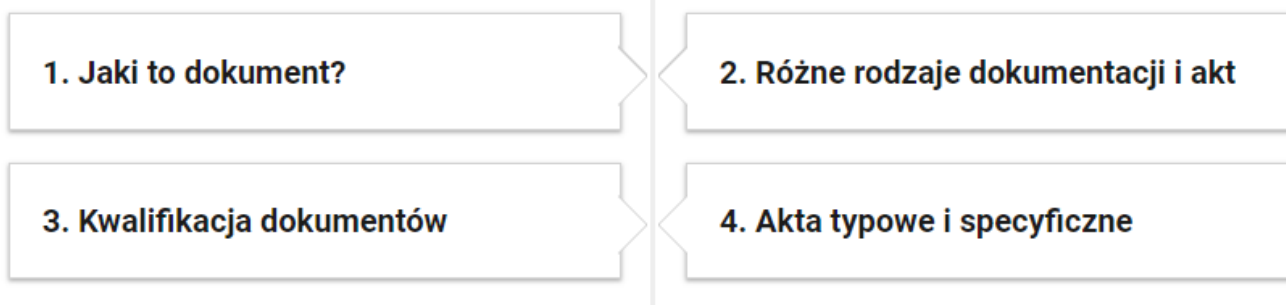 1. Jaki to dokument?
2. Różne rodzaje dokumentacji i akt
3. Kwalifikacja dokumentów
4. Akta typowe i specyficzne